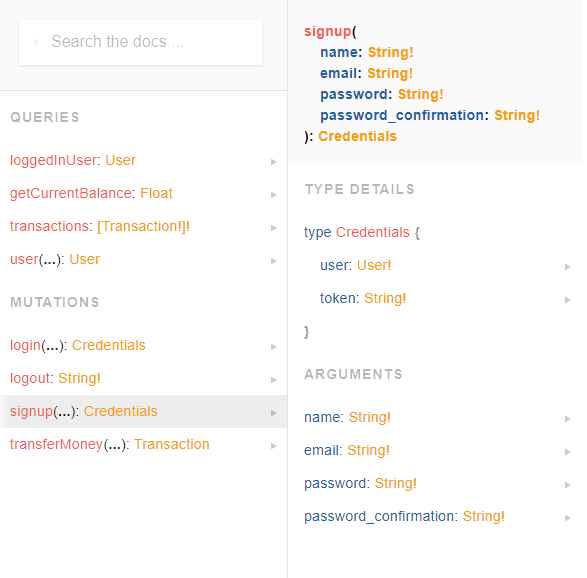 Search the docs ...
QUERIES
loggedInUser: User
getCurrentBalance: Float
transactions: [Transaction!]!
user(...): User
MUTATIONS
login(...): Credentials
logout: String!
signup(...): Credentials
transferMoney(...): Transaction
signup(
name: String!
email: String!
password: String!
password_confirmation: String!
): Credentials
TYPE DETAILS
type Credentials {
user: User!
token: String!
}
ARGUMENTS
name: String!
email: String!
password: String!
password_confirmation: String!